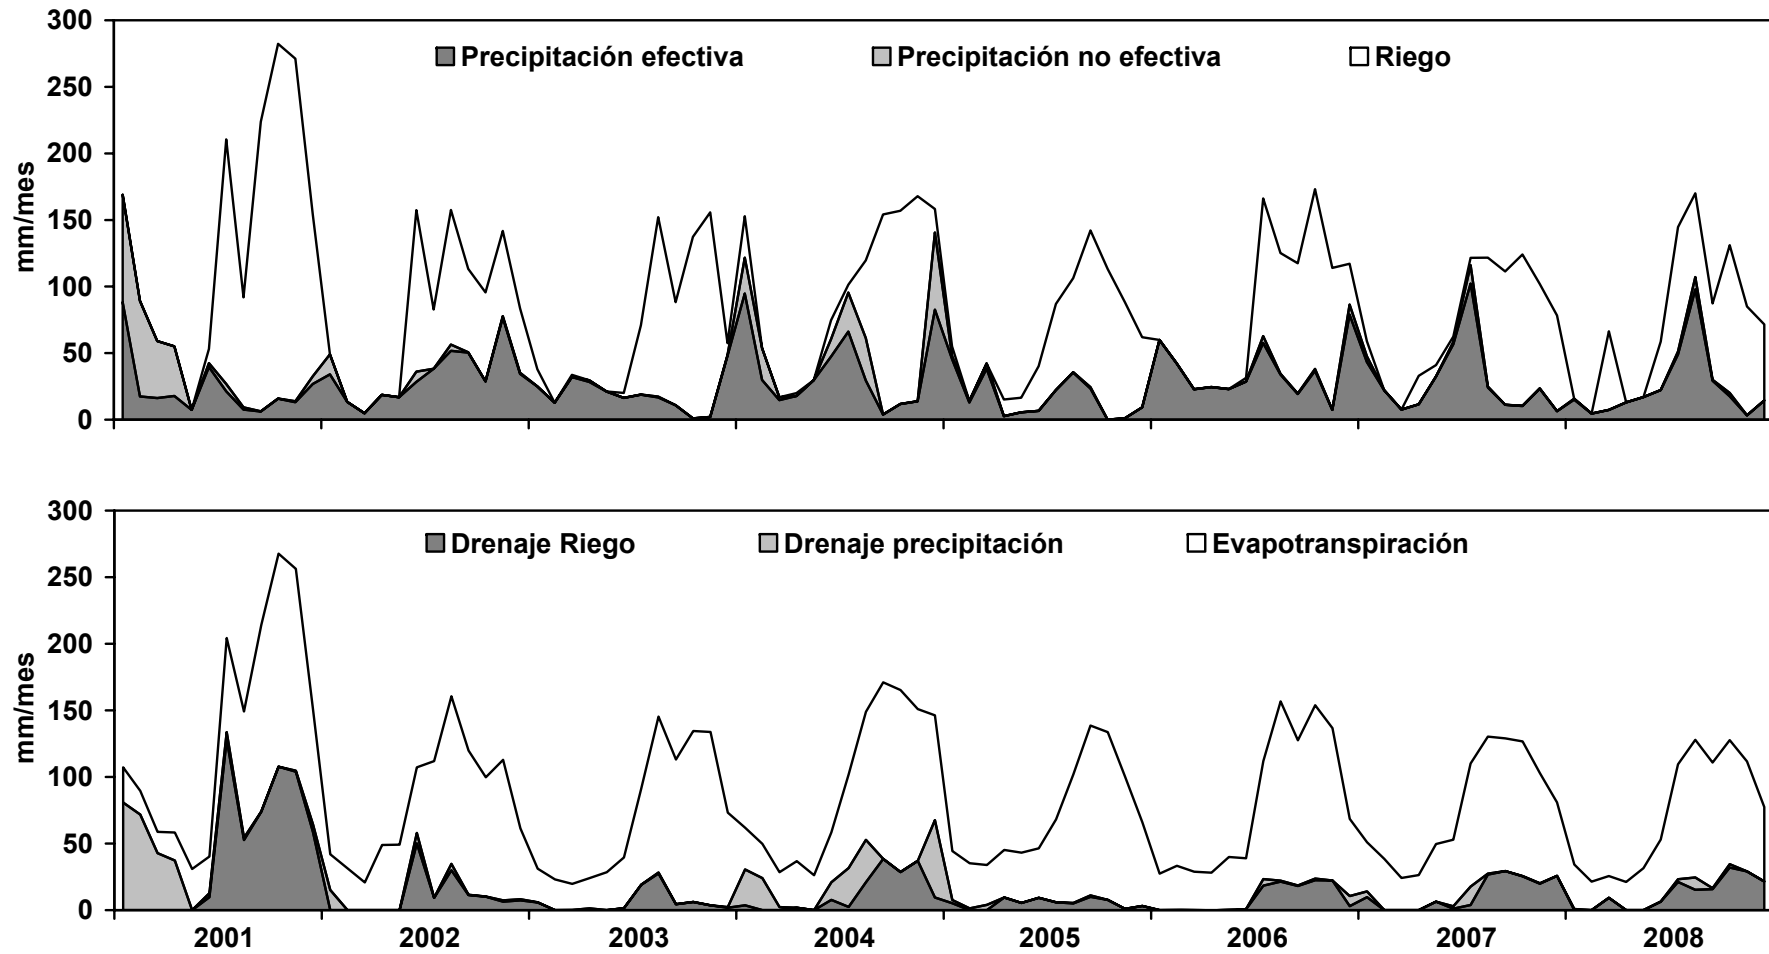 300
250
200
150
100
50
0
mm/mes
Precipitación efectiva Precipitación no efectiva Riego
300
250
200
150
100
50
0
mm/mes
Drenaje Riego Drenaje precipitación Evapotranspiración
2001 2002 2003 2004 2005 2006 2007 2008